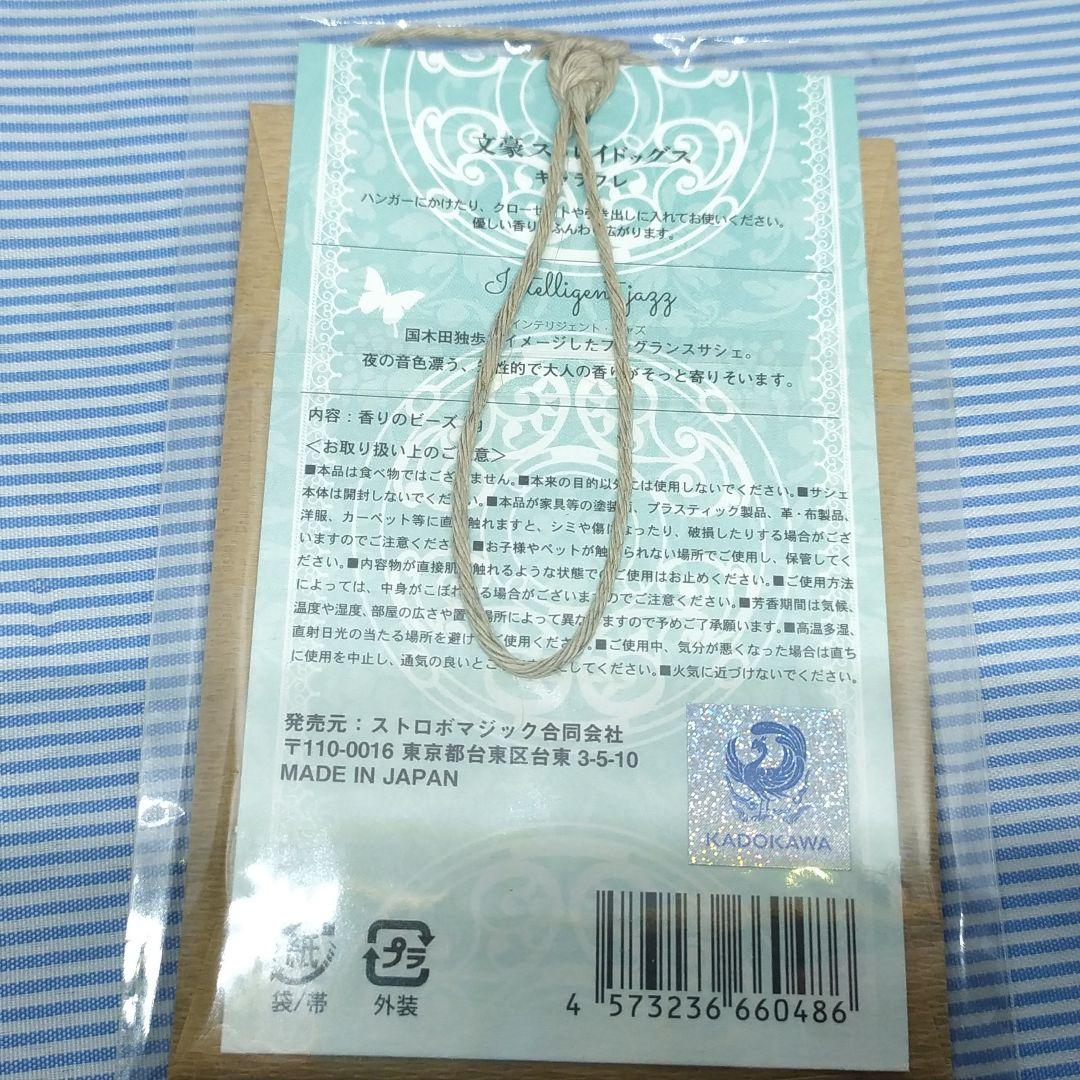 文豪ストレイドッグス
キャラフレ
ハンガーにかけたり、クローゼットや引き出しに入れてお使いください。
優しい香りがふんわり広がります。
Intelligent jazz
インテリジェント・ジャズ
国木田独歩をイメージしたフレグランスサシェ。
夜の音色漂う、知性的で大人の香りがそっと寄りそいます。
内容：香りのビーズ g
＜お取り扱い上のご注意＞
■本品は食べ物ではございません。■本来の目的以外には使用しないでください。■サシェ
本体は開封しないでください。■本品が家具等の塗装面、プラスティック製品、革・布製品、
洋服、カーペット等に直接触れますと、シミや傷になったり、破損したりする場合がござ
いますのでご注意ください。■お子様やペットが触れられない場所でご使用し、保管してく
ださい。■内容物が直接肌に触れるような状態でのご使用はお止めください。■ご使用方法
によっては、中身がこぼれる場合がございますのでご注意ください。■芳香期間は気候、
温度や湿度、部屋の広さや置く場所によって異なりますので予めご了承願います。■高温多湿、
直射日光の当たる場所を避けてご使用ください。■ご使用中、気分が悪くなった場合は直ち
に使用を中止し、通気の良いところに してください。■火気に近づけないでください。
発売元：ストロボマジック合同会社
〒110-0016 東京都台東区台東 3-5-10
MADE IN JAPAN
KADOKAWA
紙
袋/帯
プラ
外装
4 573236 660486